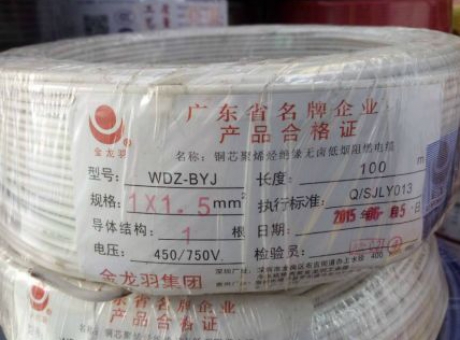 广东省名牌企业
产品合格证
金龙羽
名称：铜芯聚烯烃绝缘无卤低烟阻燃电缆
型号：WDZ-BYJ 长度：100 m
规格：1X1.5 mm² 执行标准：Q/SJLY013
导体结构：1 根 日期：2015
电压：450/750V. 检验员：
金龙羽集团
广东省名牌企业
产品合格证